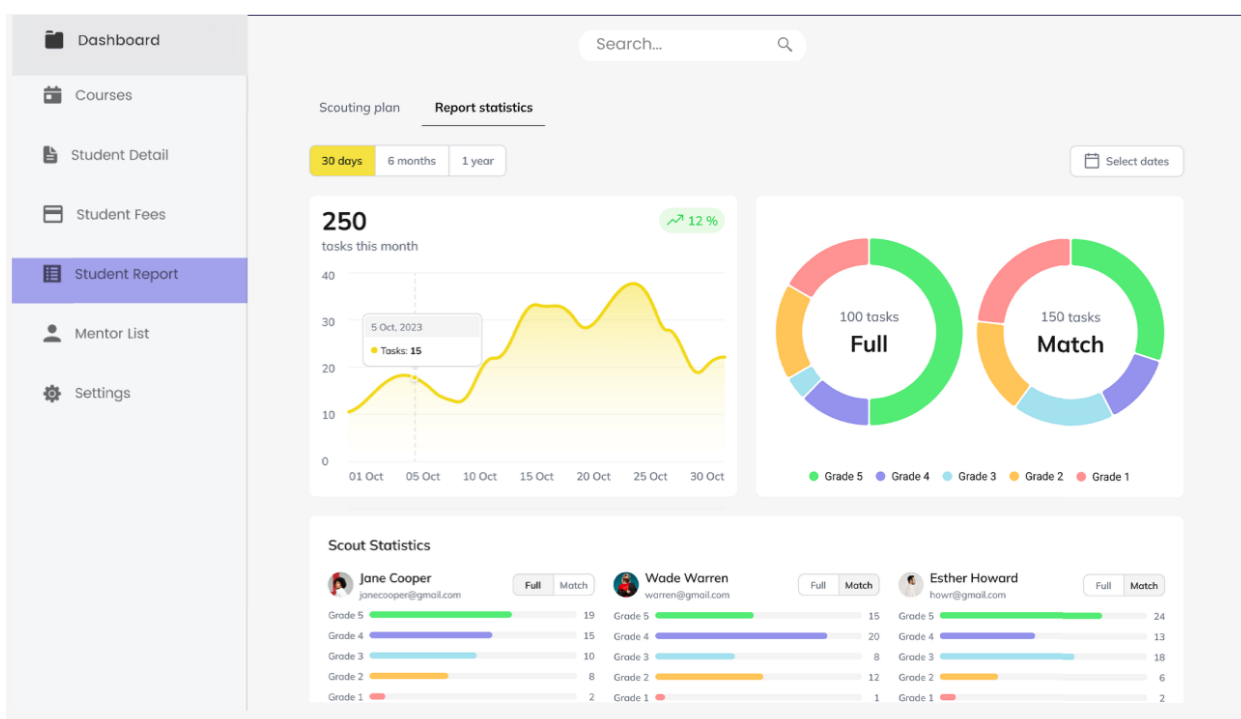 Dashboard
Courses
Student Detail
Student Fees
Student Report
Mentor List
Settings
Search...
Scouting plan Report statistics
30 days 6 months 1 year Select dates
250 12 %
tasks this month
40
30
20
10
0
5 Oct, 2023
Tasks: 15
01 Oct 05 Oct 10 Oct 15 Oct 20 Oct 25 Oct 30 Oct
100 tasks
Full
150 tasks
Match
Grade 5 Grade 4 Grade 3 Grade 2 Grade 1
Scout Statistics
Jane Cooper
janecooper@gmail.com
Full Match
Grade 5 19
Grade 4 15
Grade 3 10
Grade 2 8
Grade 1 2
Wade Warren
warren@gmail.com
Full Match
Grade 5 15
Grade 4 20
Grade 3 8
Grade 2 12
Grade 1 1
Esther Howard
howr@gmail.com
Full Match
Grade 5 24
Grade 4 13
Grade 3 18
Grade 2 6
Grade 1 2